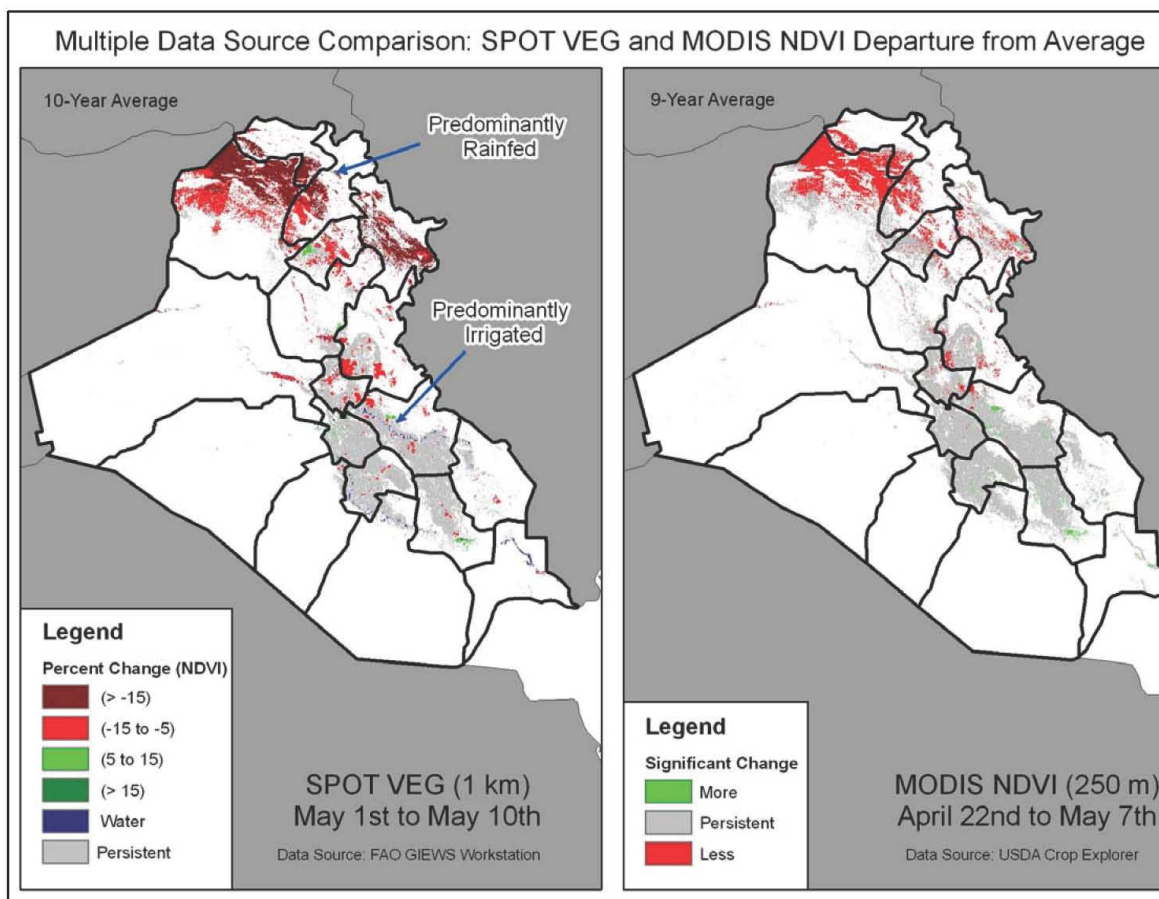 Multiple Data Source Comparison: SPOT VEG and MODIS NDVI Departure from Average
10-Year Average
Predominantly
Rainfed
Predominantly
Irrigated
Legend
Percent Change (NDVI)
(> -15)
(-15 to -5)
(5 to 15)
(> 15)
Water
Persistent
SPOT VEG (1 km)
May 1st to May 10th
Data Source: FAO GIEWS Workstation
9-Year Average
Legend
Significant Change
More
Persistent
Less
MODIS NDVI (250 m)
April 22nd to May 7th
Data Source: USDA Crop Explorer